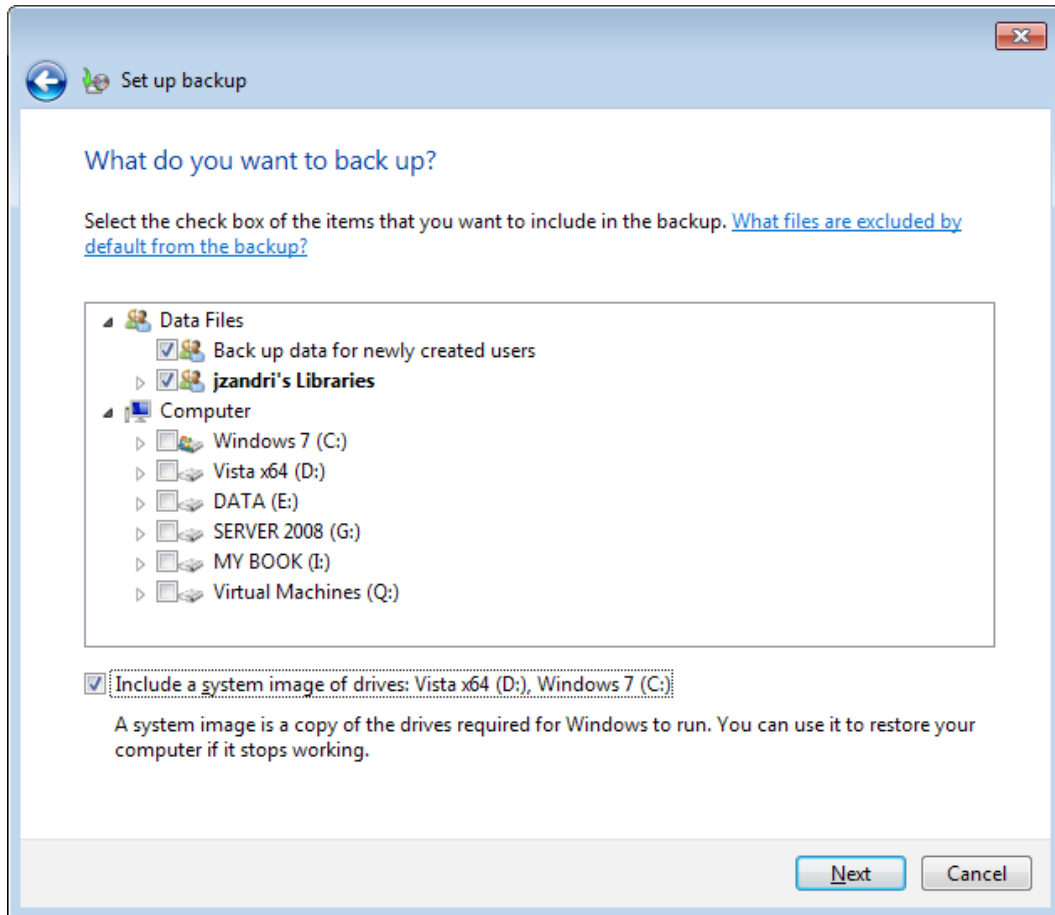 Set up backup
What do you want to back up?
Select the check box of the items that you want to include in the backup. What files are excluded by
default from the backup?
Data Files
Back up data for newly created users
jzandri's Libraries
Computer
Windows 7 (C:)
Vista x64 (D:)
DATA (E:)
SERVER 2008 (G:)
MY BOOK (I:)
Virtual Machines (Q:)
Include a system image of drives: Vista x64 (D:), Windows 7 (C:)
A system image is a copy of the drives required for Windows to run. You can use it to restore your
computer if it stops working.
Next
Cancel